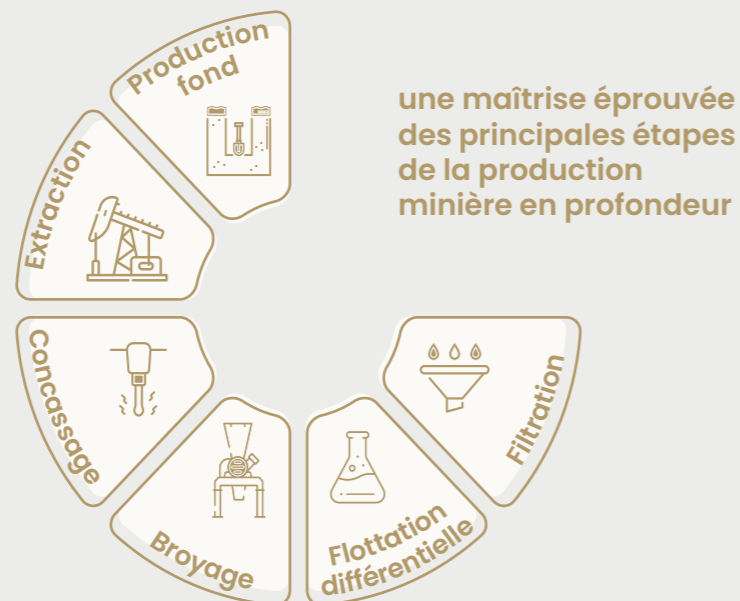 Production
fond
Extraction
Concassage
Broyage
Flottation
différentielle
Filtration
une maîtrise éprouvée
des principales étapes
de la production
minière en profondeur